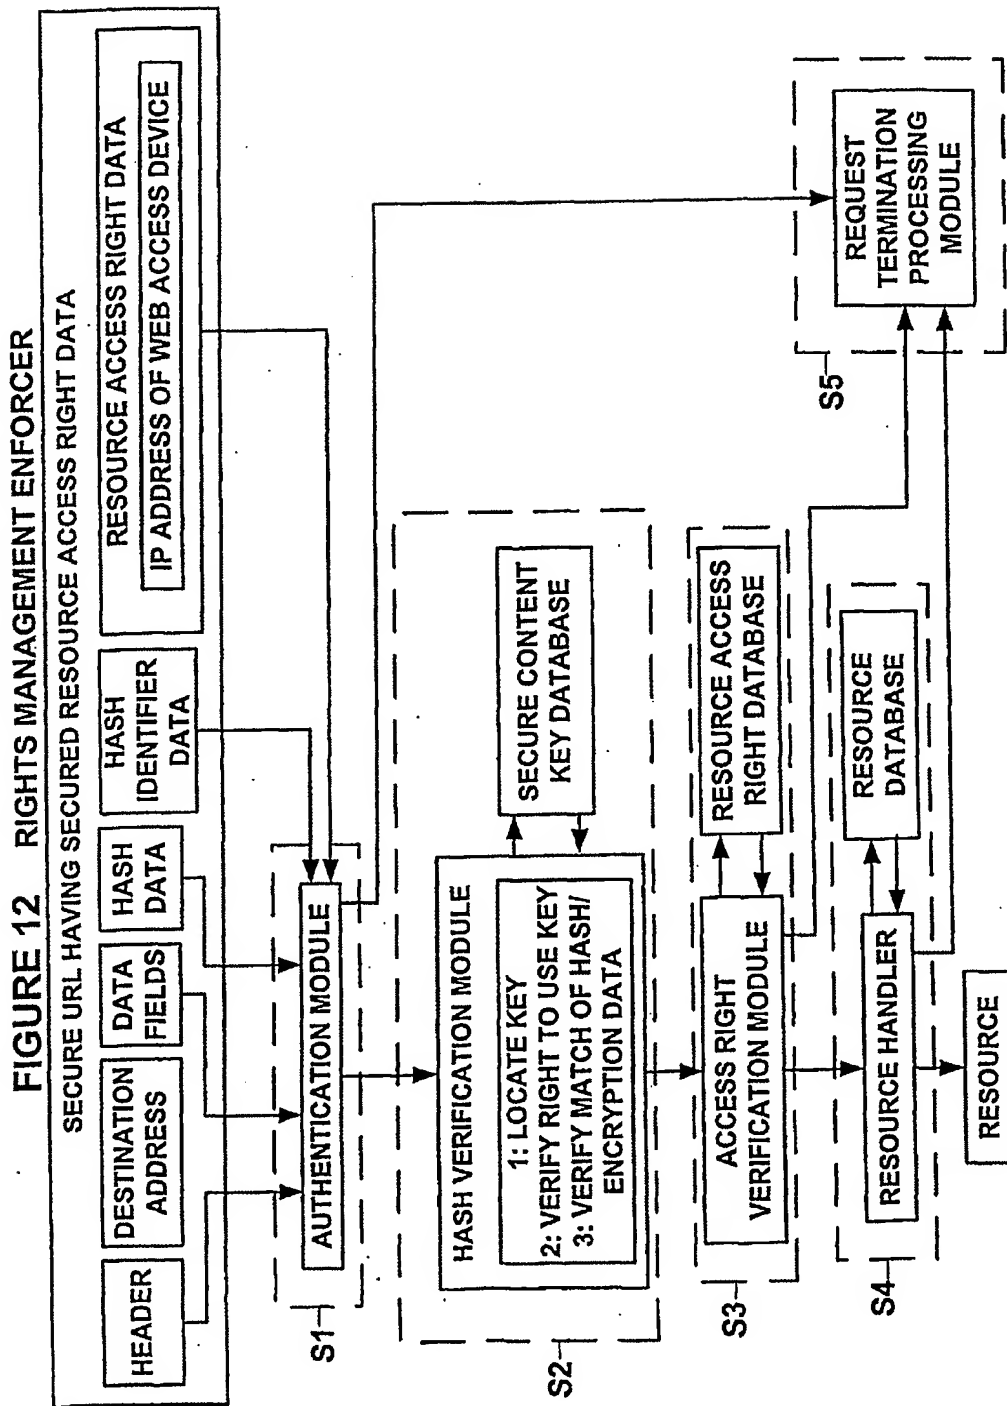 FIGURE 12 RIGHTS MANAGEMENT ENFORCER
SECURE URL HAVING SECURED RESOURCE ACCESS RIGHT DATA
HEADER
DESTINATION
ADDRESS
DATA
FIELDS
HASH
DATA
HASH
IDENTIFIER
DATA
RESOURCE ACCESS RIGHT DATA
IP ADDRESS OF WEB ACCESS DEVICE
S1
AUTHENTICATION MODULE
S2
HASH VERIFICATION MODULE
1: LOCATE KEY
2: VERIFY RIGHT TO USE KEY
3: VERIFY MATCH OF HASH/
ENCRYPTION DATA
SECURE CONTENT
KEY DATABASE
S3
ACCESS RIGHT
VERIFICATION MODULE
RESOURCE ACCESS
RIGHT DATABASE
S4
RESOURCE HANDLER
RESOURCE
DATABASE
S5
REQUEST
TERMINATION
PROCESSING
MODULE
RESOURCE